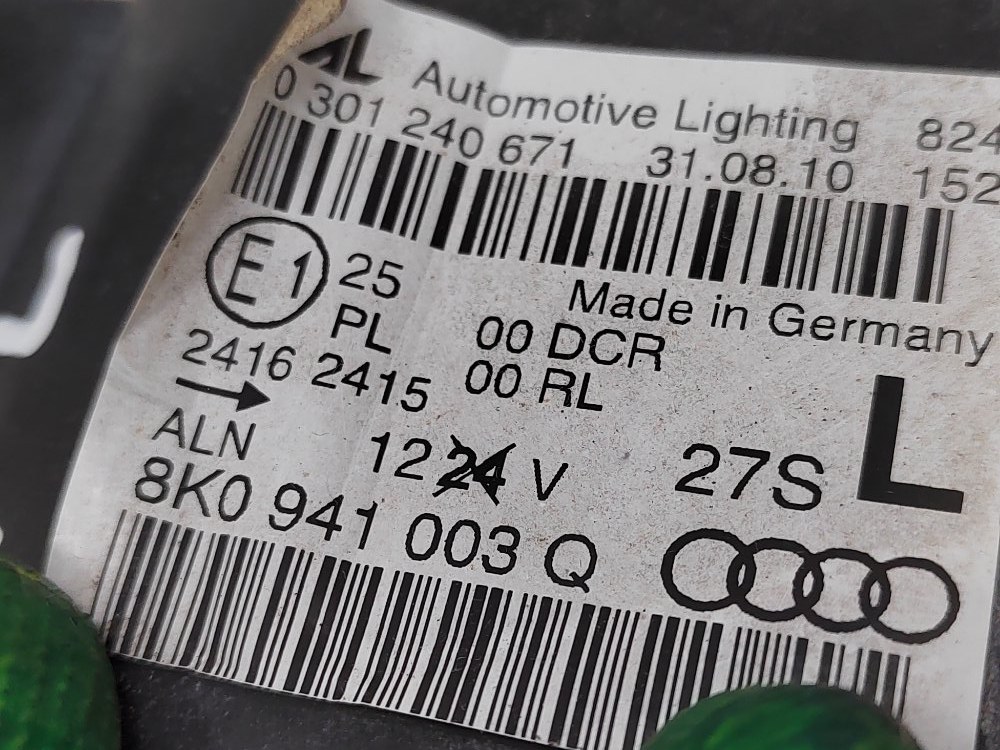 AL Automotive Lighting 824
0 301 240 671 31.08.10 152
E1 25
Made in Germany
PL 00 DCR
2416 2415 00 RL
→
ALN 12 24 V 27S L
8K0 941 003 Q